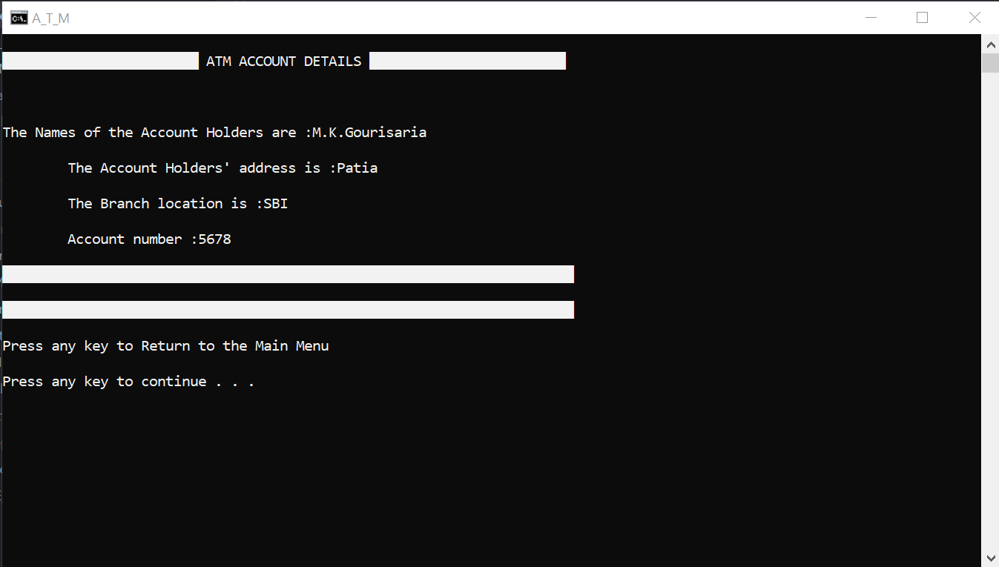 A_T_M
ATM ACCOUNT DETAILS
The Names of the Account Holders are :M.K.Gourisaria
The Account Holders' address is :Patia
The Branch location is :SBI
Account number :5678
Press any key to Return to the Main Menu
Press any key to continue . . .